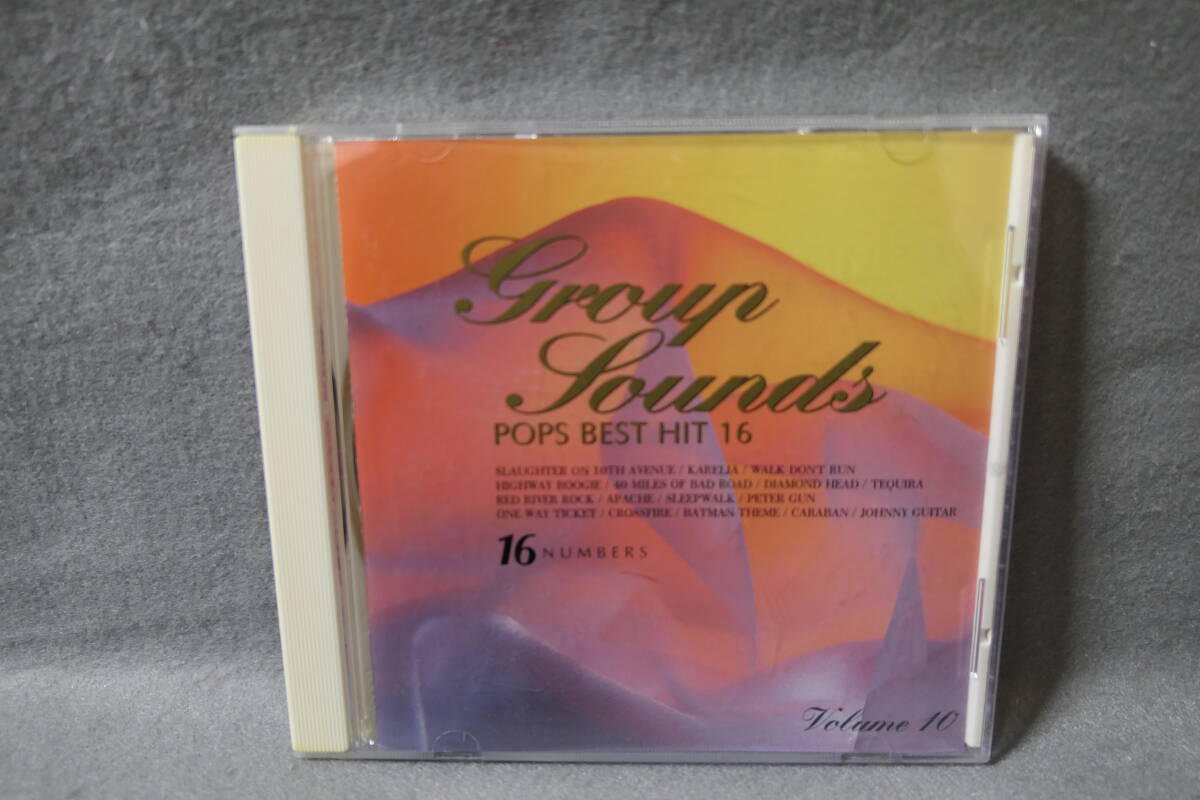 Group
Sounds
POPS BEST HIT 16
SLAUGHTER ON 10TH AVENUE / KARELIA / WALK DON'T RUN
HIGHWAY BOOGIE / 40 MILES OF BAD ROAD / DIAMOND HEAD / TEQUIRA
RED RIVER ROCK / APACHE / SLEEPWALK / PETER GUN
ONE WAY TICKET / CROSSFIRE / BATMAN THEME / CARABAN / JOHNNY GUITAR
16 NUMBERS
Volume 10